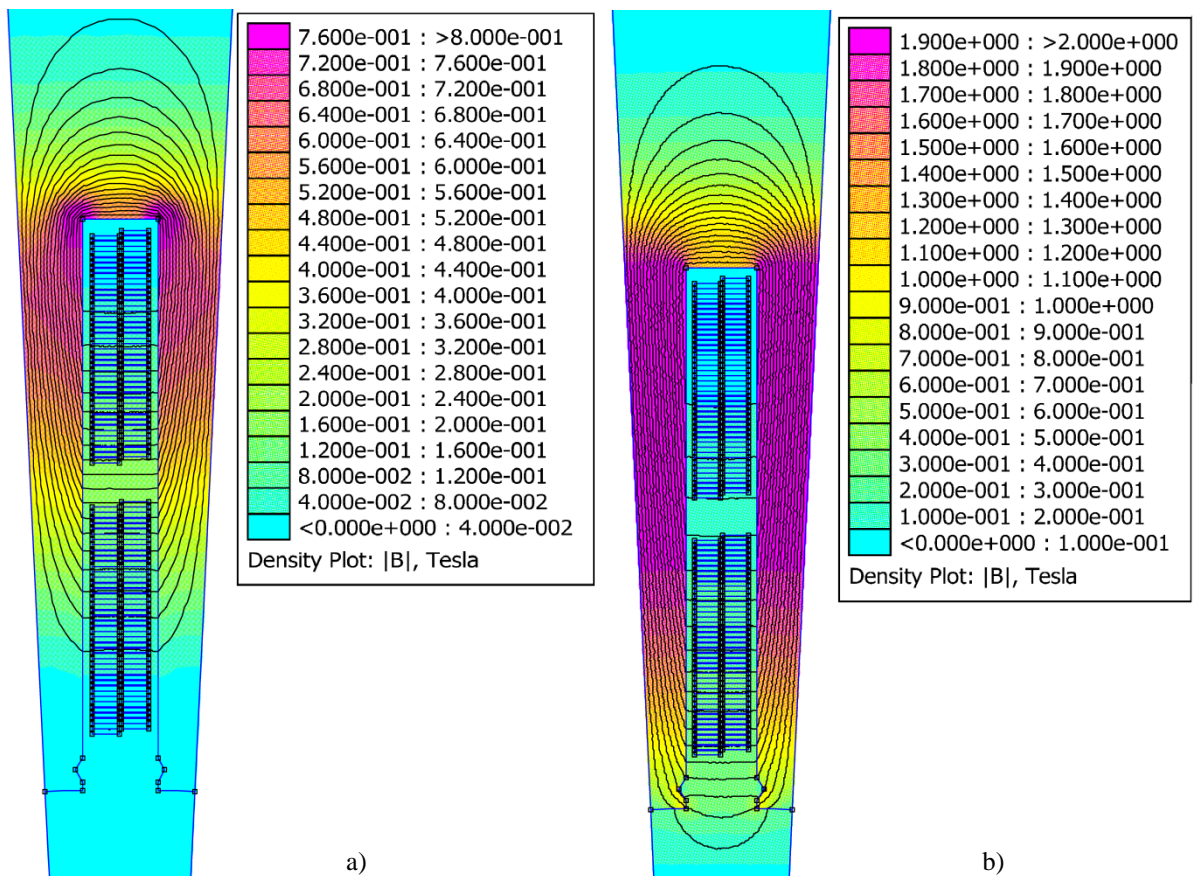 7.600e-001 : >8.000e-001
7.200e-001 : 7.600e-001
6.800e-001 : 7.200e-001
6.400e-001 : 6.800e-001
6.000e-001 : 6.400e-001
5.600e-001 : 6.000e-001
5.200e-001 : 5.600e-001
4.800e-001 : 5.200e-001
4.400e-001 : 4.800e-001
4.000e-001 : 4.400e-001
3.600e-001 : 4.000e-001
3.200e-001 : 3.600e-001
2.800e-001 : 3.200e-001
2.400e-001 : 2.800e-001
2.000e-001 : 2.400e-001
1.600e-001 : 2.000e-001
1.200e-001 : 1.600e-001
8.000e-002 : 1.200e-001
4.000e-002 : 8.000e-002
<0.000e+000 : 4.000e-002
Density Plot: |B|, Tesla
a)
1.900e+000 : >2.000e+000
1.800e+000 : 1.900e+000
1.700e+000 : 1.800e+000
1.600e+000 : 1.700e+000
1.500e+000 : 1.600e+000
1.400e+000 : 1.500e+000
1.300e+000 : 1.400e+000
1.200e+000 : 1.300e+000
1.100e+000 : 1.200e+000
1.000e+000 : 1.100e+000
9.000e-001 : 1.000e+000
8.000e-001 : 9.000e-001
7.000e-001 : 8.000e-001
6.000e-001 : 7.000e-001
5.000e-001 : 6.000e-001
4.000e-001 : 5.000e-001
3.000e-001 : 4.000e-001
2.000e-001 : 3.000e-001
1.000e-001 : 2.000e-001
<0.000e+000 : 1.000e-001
Density Plot: |B|, Tesla
b)